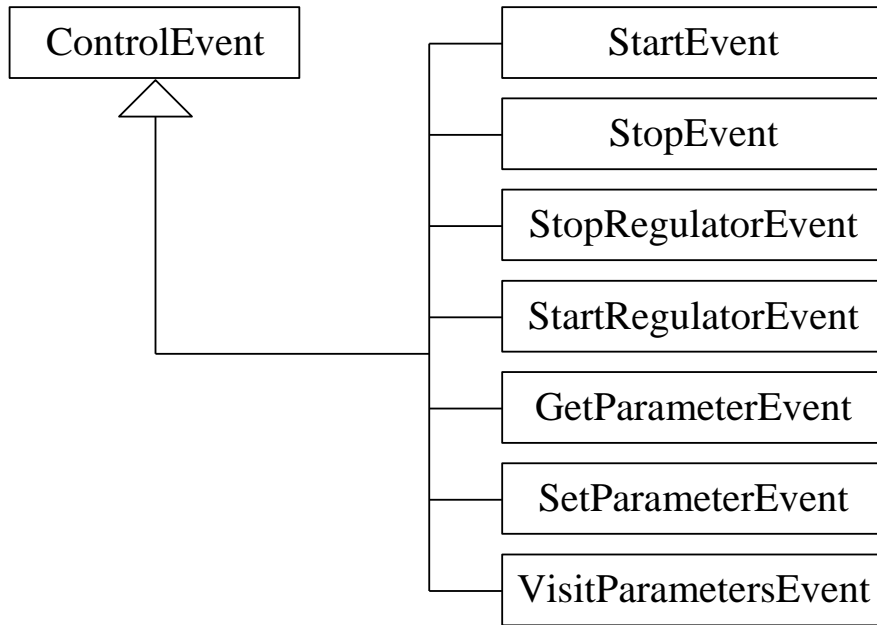 ControlEvent
StartEvent
StopEvent
StopRegulatorEvent
StartRegulatorEvent
GetParameterEvent
SetParameterEvent
VisitParametersEvent